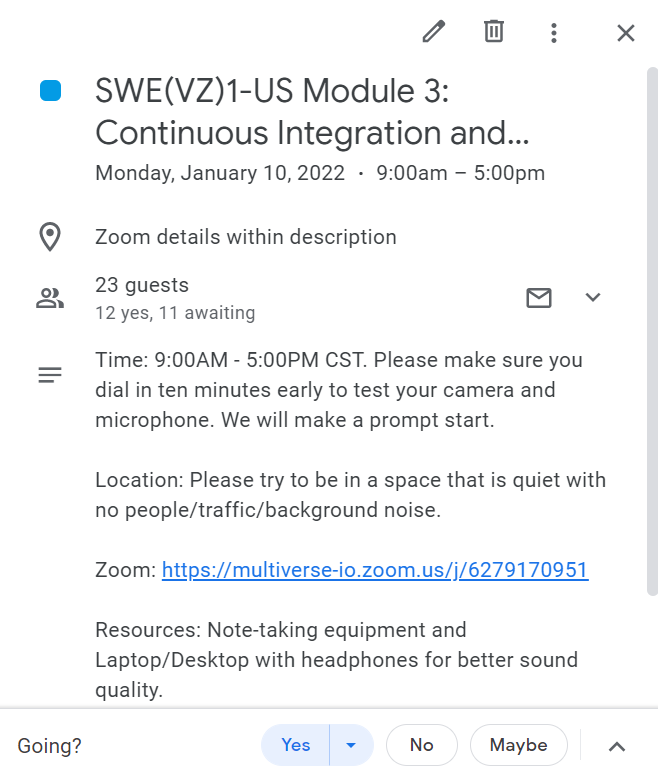 SWE(VZ)1-US Module 3:
Continuous Integration and...
Monday, January 10, 2022 · 9:00am – 5:00pm
Zoom details within description
23 guests
12 yes, 11 awaiting
Time: 9:00AM - 5:00PM CST. Please make sure you
dial in ten minutes early to test your camera and
microphone. We will make a prompt start.
Location: Please try to be in a space that is quiet with
no people/traffic/background noise.
Zoom: https://multiverse-io.zoom.us/j/6279170951
Resources: Note-taking equipment and
Laptop/Desktop with headphones for better sound
quality.
Going? Yes No Maybe